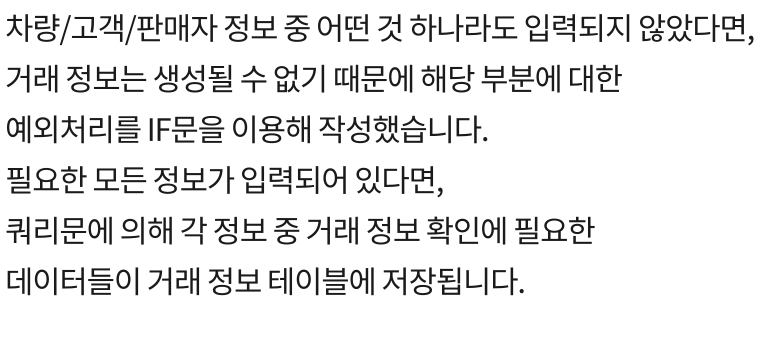 차량/고객/판매자 정보 중 어떤 것 하나라도 입력되지 않았다면,
거래 정보는 생성될 수 없기 때문에 해당 부분에 대한
예외처리를 IF문을 이용해 작성했습니다.
필요한 모든 정보가 입력되어 있다면,
쿼리문에 의해 각 정보 중 거래 정보 확인에 필요한
데이터들이 거래 정보 테이블에 저장됩니다.